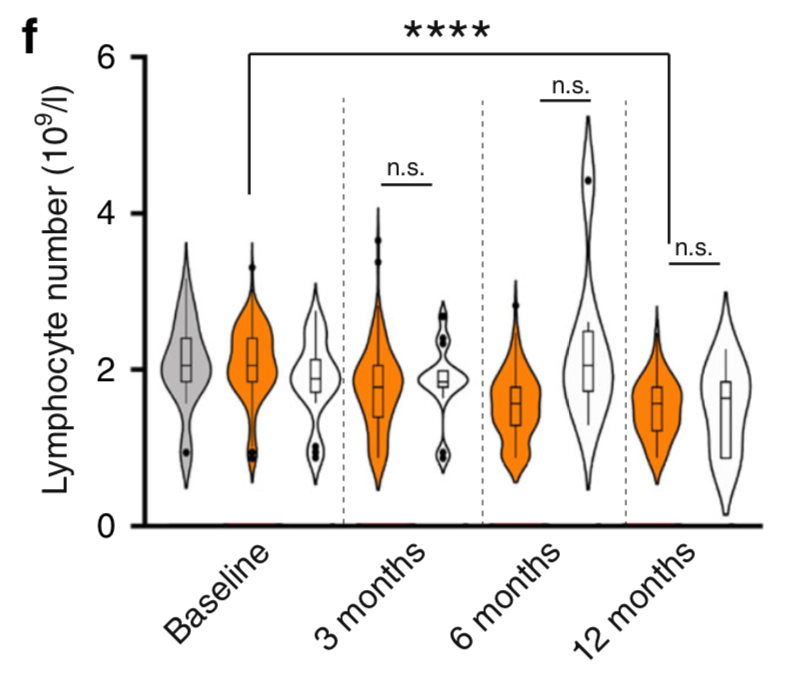 f
****
6
n.s.
n.s.
4
n.s.
2
0
Lymphocyte number (10⁹/l)
Baseline
3 months
6 months
12 months